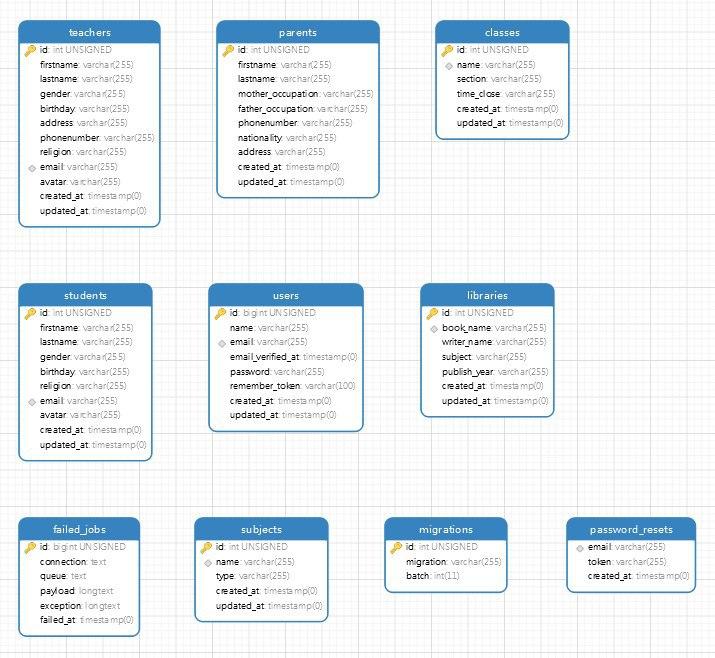 teachers
id: int UNSIGNED
firstname: varchar(255)
lastname: varchar(255)
gender: varchar(255)
birthday: varchar(255)
address: varchar(255)
phonenumber: varchar(255)
religion: varchar(255)
email: varchar(255)
avatar: varchar(255)
created_at: timestamp(0)
updated_at: timestamp(0)
parents
id: int UNSIGNED
firstname: varchar(255)
lastname: varchar(255)
mother_occupation: varchar(255)
father_occupation: varchar(255)
phonenumber: varchar(255)
nationality: varchar(255)
address: varchar(255)
created_at: timestamp(0)
updated_at: timestamp(0)
classes
id: int UNSIGNED
name: varchar(255)
section: varchar(255)
time_close: varchar(255)
created_at: timestamp(0)
updated_at: timestamp(0)
students
id: int UNSIGNED
firstname: varchar(255)
lastname: varchar(255)
gender: varchar(255)
birthday: varchar(255)
religion: varchar(255)
email: varchar(255)
avatar: varchar(255)
created_at: timestamp(0)
updated_at: timestamp(0)
users
id: bigint UNSIGNED
name: varchar(255)
email: varchar(255)
email_verified_at: timestamp(0)
password: varchar(255)
remember_token: varchar(100)
created_at: timestamp(0)
updated_at: timestamp(0)
libraries
id: int UNSIGNED
book_name: varchar(255)
writer_name: varchar(255)
subject: varchar(255)
publish_year: varchar(255)
created_at: timestamp(0)
updated_at: timestamp(0)
failed_jobs
id: bigint UNSIGNED
connection: text
queue: text
payload: longtext
exception: longtext
failed_at: timestamp(0)
subjects
id: int UNSIGNED
name: varchar(255)
type: varchar(255)
created_at: timestamp(0)
updated_at: timestamp(0)
migrations
id: int UNSIGNED
migration: varchar(255)
batch: int(11)
password_resets
email: varchar(255)
token: varchar(255)
created_at: timestamp(0)